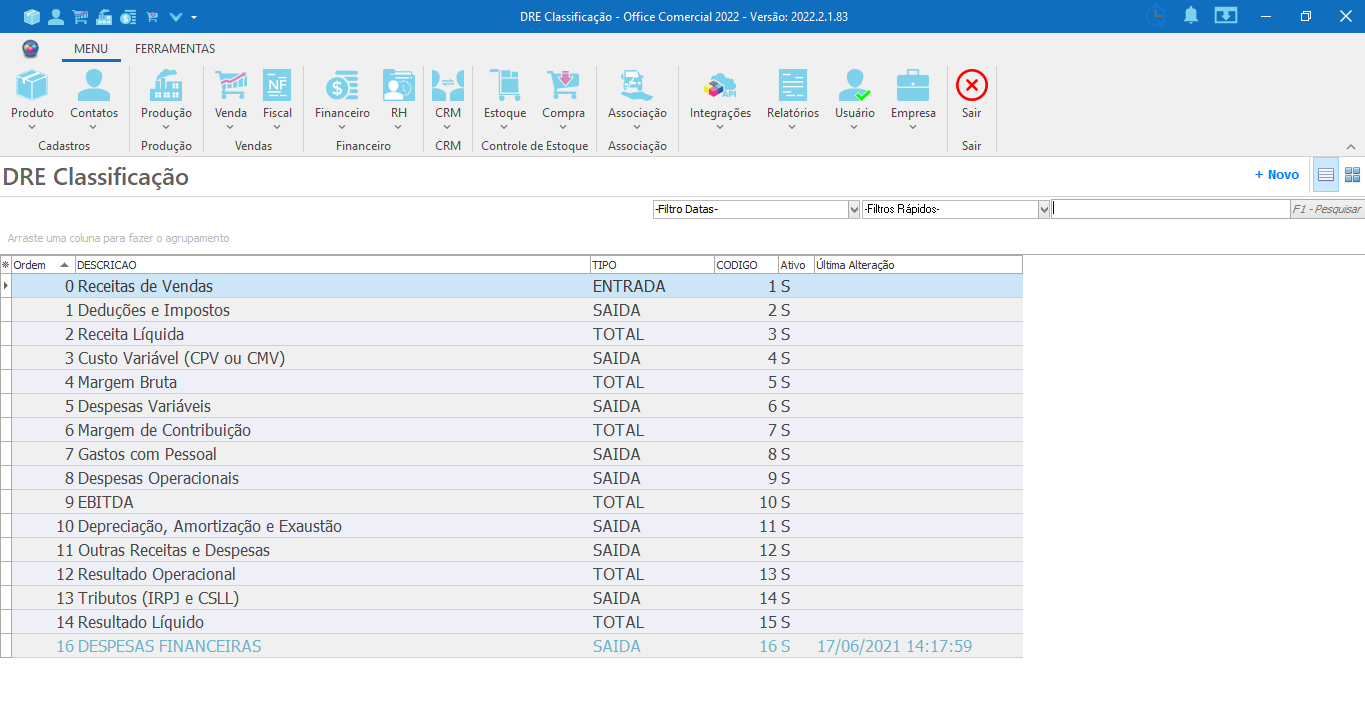 DRE Classificação - Office Comercial 2022 - Versão: 2022.2.1.83
MENU FERRAMENTAS
Produto Contatos Produção Venda Fiscal Financeiro RH CRM Estoque Compra Associação Integrações Relatórios Usuário Empresa Sair
Cadastros Produção Vendas Financeiro CRM Controle de Estoque Associação Sair
DRE Classificação
+ Novo
-Filtro Datas- -Filtros Rápidos- F1 - Pesquisar
Arraste uma coluna para fazer o agrupamento
Ordem DESCRICAO TIPO CODIGO Ativo Última Alteração
0 Receitas de Vendas ENTRADA 1 S
1 Deduções e Impostos SAIDA 2 S
2 Receita Líquida TOTAL 3 S
3 Custo Variável (CPV ou CMV) SAIDA 4 S
4 Margem Bruta TOTAL 5 S
5 Despesas Variáveis SAIDA 6 S
6 Margem de Contribuição TOTAL 7 S
7 Gastos com Pessoal SAIDA 8 S
8 Despesas Operacionais SAIDA 9 S
9 EBITDA TOTAL 10 S
10 Depreciação, Amortização e Exaustão SAIDA 11 S
11 Outras Receitas e Despesas SAIDA 12 S
12 Resultado Operacional TOTAL 13 S
13 Tributos (IRPJ e CSLL) SAIDA 14 S
14 Resultado Líquido TOTAL 15 S
16 DESPESAS FINANCEIRAS SAIDA 16 S 17/06/2021 14:17:59